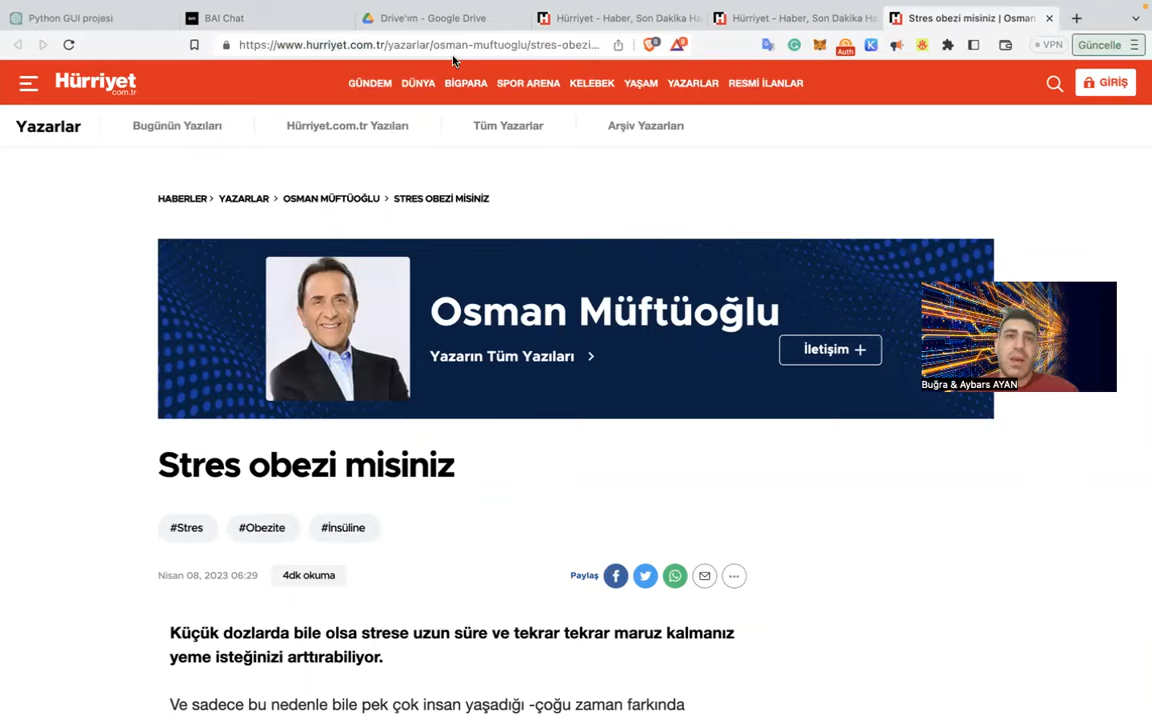 Python GUI projesi
BAI Chat
Drive'ım - Google Drive
Hürriyet - Haber, Son Dakika Ha
Hürriyet - Haber, Son Dakika Ha
Stres obezi misiniz | Osman
https://www.hurriyet.com.tr/yazarlar/osman-muftuoglu/stres-obezi...
Auth
VPN
Güncelle
Hürriyet
com.tr
GÜNDEM
DÜNYA
BİGPARA
SPOR ARENA
KELEBEK
YAŞAM
YAZARLAR
RESMİ İLANLAR
GİRİŞ
Yazarlar
Bugünün Yazıları
Hürriyet.com.tr Yazıları
Tüm Yazarlar
Arşiv Yazarları
HABERLER > YAZARLAR > OSMAN MÜFTÜOĞLU > STRES OBEZİ MİSİNİZ
Osman Müftüoğlu
Yazarın Tüm Yazıları >
İletişim +
Buğra & Aybars AYAN
Stres obezi misiniz
#Stres
#Obezite
#İnsüline
Nisan 08, 2023 06:29
4dk okuma
Paylaş
Küçük dozlarda bile olsa strese uzun süre ve tekrar tekrar maruz kalmanız
yeme isteğinizi arttırabiliyor.
Ve sadece bu nedenle bile pek çok insan yaşadığı -çoğu zaman farkında